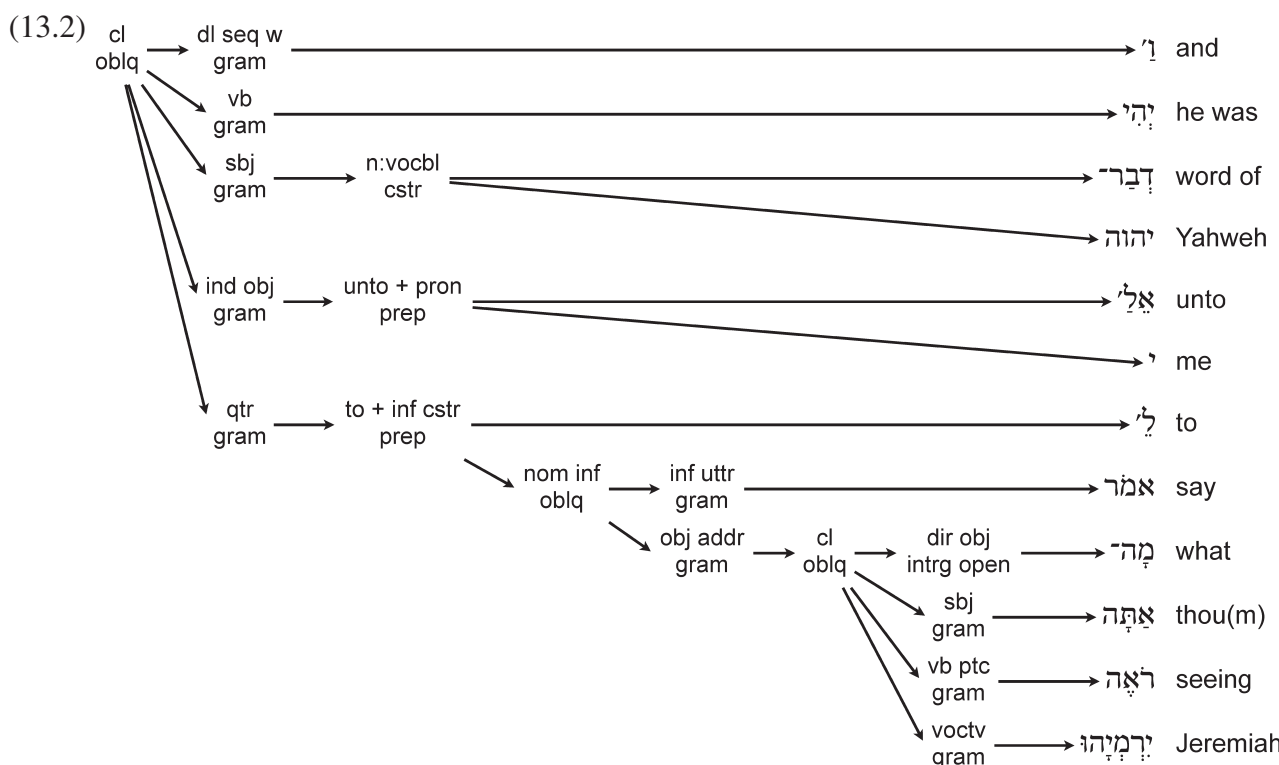 (13.2) cl dl seq w וַ׳ and
oblq gram
vb יְהִי he was
gram
sbj n:vocbl דְבַר־ word of
gram cstr
יהוה Yahweh
ind obj unto + pron אֵלַ׳ unto
gram prep
י me
qtr to + inf cstr לֵ׳ to
gram prep
nom inf inf uttr אמֹר say
oblq gram
obj addr cl dir obj מָה־ what
gram oblq intrg open
sbj אַתָּה thou(m)
gram
vb ptc רֹאֶה seeing
gram
voctv יִרְמְיָהוּ Jeremiah
gram